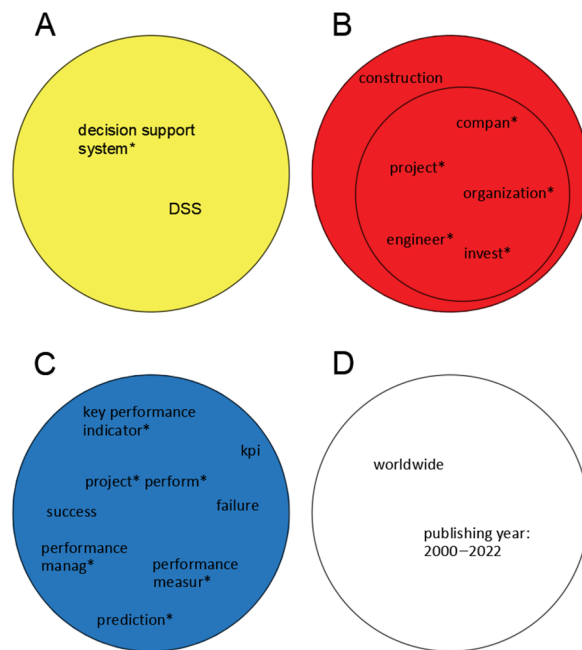 A
decision support
system*
DSS
B
construction
compan*
project*
organization*
engineer*
invest*
C
key performance
indicator*
kpi
project* perform*
success
failure
performance
manag*
performance
measur*
prediction*
D
worldwide
publishing year:
2000–2022